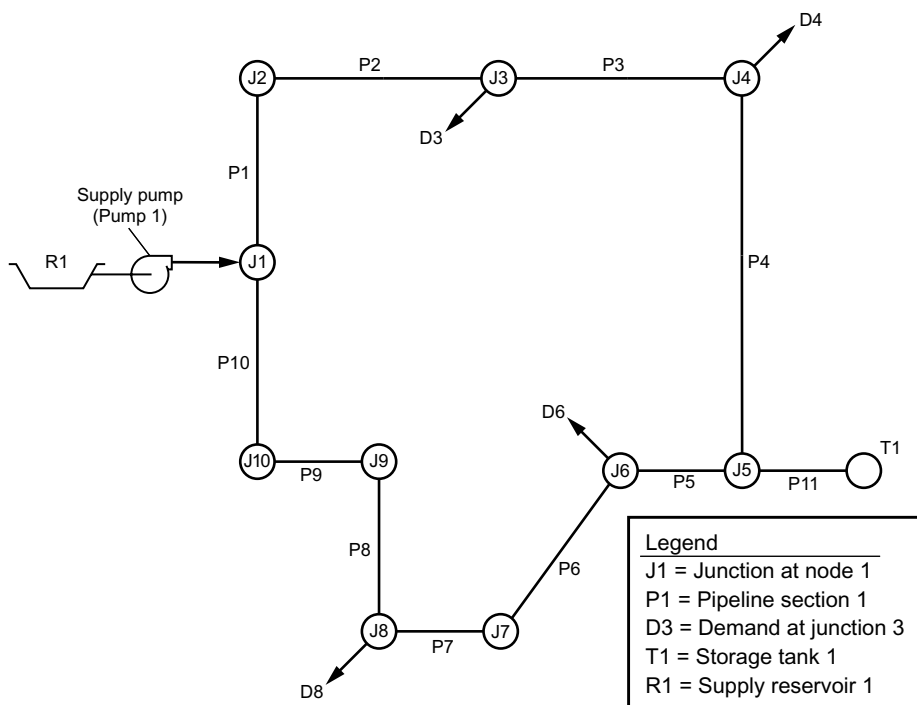 D4
P2
P3
J2
J3
J4
D3
P1
Supply pump
(Pump 1)
R1
J1
P4
P10
D6
T1
J10
J9
J6
J5
P9
P5
P11
P8
P6
J8
J7
P7
D8
Legend
J1 = Junction at node 1
P1 = Pipeline section 1
D3 = Demand at junction 3
T1 = Storage tank 1
R1 = Supply reservoir 1